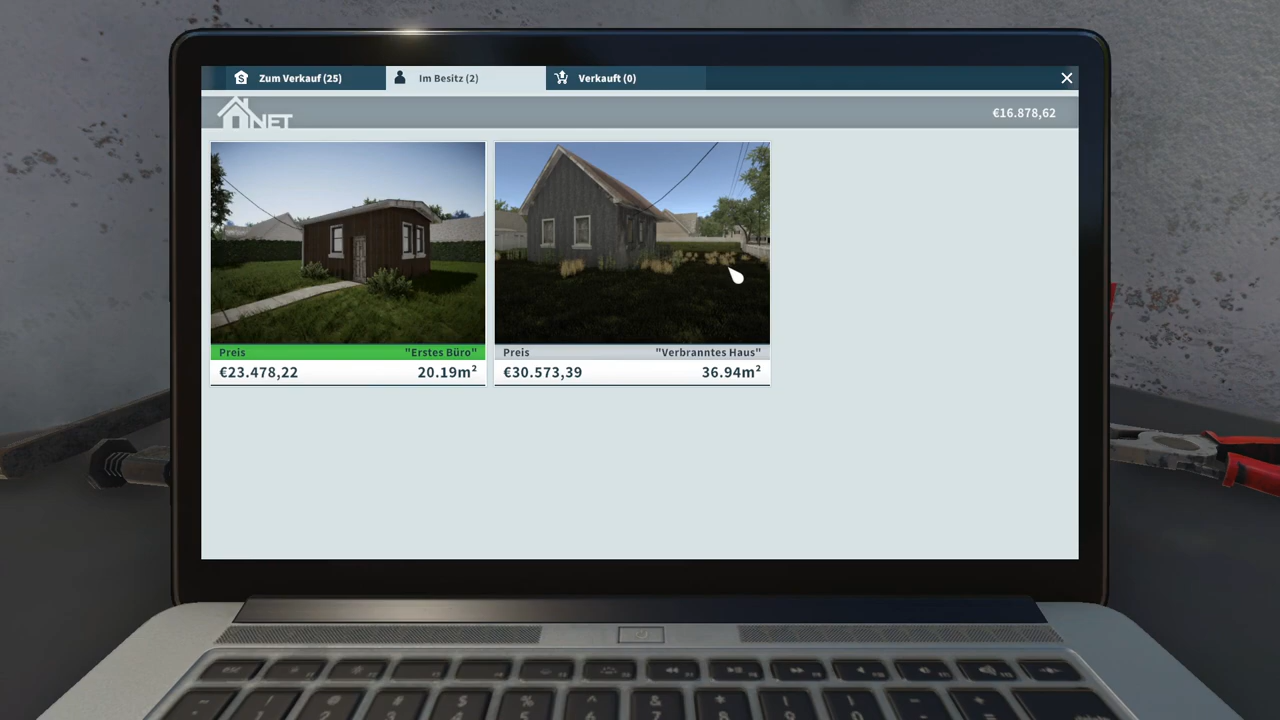 Zum Verkauf (25) Im Besitz (2) Verkauft (0)
NET €16.878,62
Preis "Erstes Büro"
€23.478,22 20.19m²
Preis "Verbranntes Haus"
€30.573,39 36.94m²